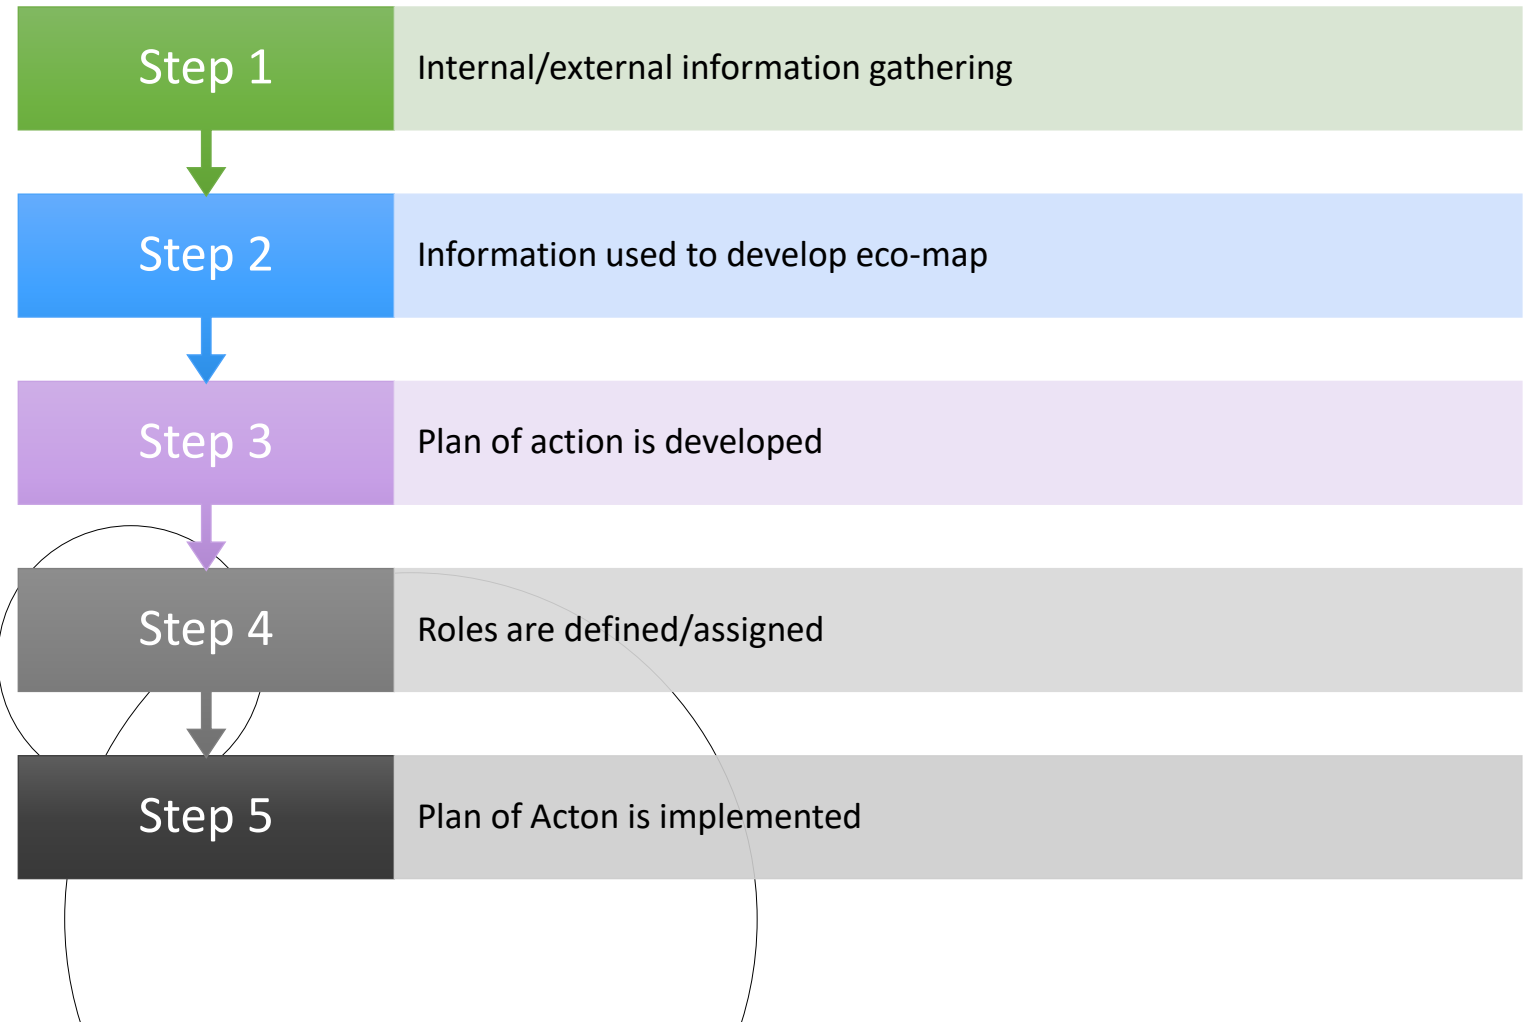 Step 1
Internal/external information gathering
Step 2
Information used to develop eco-map
Step 3
Plan of action is developed
Step 4
Roles are defined/assigned
Step 5
Plan of Acton is implemented